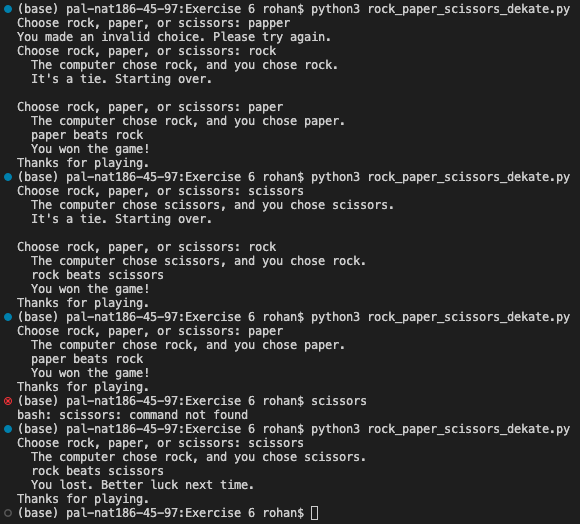 (base) pal-nat186-45-97:Exercise 6 rohan$ python3 rock_paper_scissors_dekate.py
Choose rock, paper, or scissors: papper
You made an invalid choice. Please try again.
Choose rock, paper, or scissors: rock
The computer chose rock, and you chose rock.
It's a tie. Starting over.
Choose rock, paper, or scissors: paper
The computer chose rock, and you chose paper.
paper beats rock
You won the game!
Thanks for playing.
(base) pal-nat186-45-97:Exercise 6 rohan$ python3 rock_paper_scissors_dekate.py
Choose rock, paper, or scissors: scissors
The computer chose scissors, and you chose scissors.
It's a tie. Starting over.
Choose rock, paper, or scissors: rock
The computer chose scissors, and you chose rock.
rock beats scissors
You won the game!
Thanks for playing.
(base) pal-nat186-45-97:Exercise 6 rohan$ python3 rock_paper_scissors_dekate.py
Choose rock, paper, or scissors: paper
The computer chose rock, and you chose paper.
paper beats rock
You won the game!
Thanks for playing.
(base) pal-nat186-45-97:Exercise 6 rohan$ scissors
bash: scissors: command not found
(base) pal-nat186-45-97:Exercise 6 rohan$ python3 rock_paper_scissors_dekate.py
Choose rock, paper, or scissors: scissors
The computer chose rock, and you chose scissors.
rock beats scissors
You lost. Better luck next time.
Thanks for playing.
(base) pal-nat186-45-97:Exercise 6 rohan$